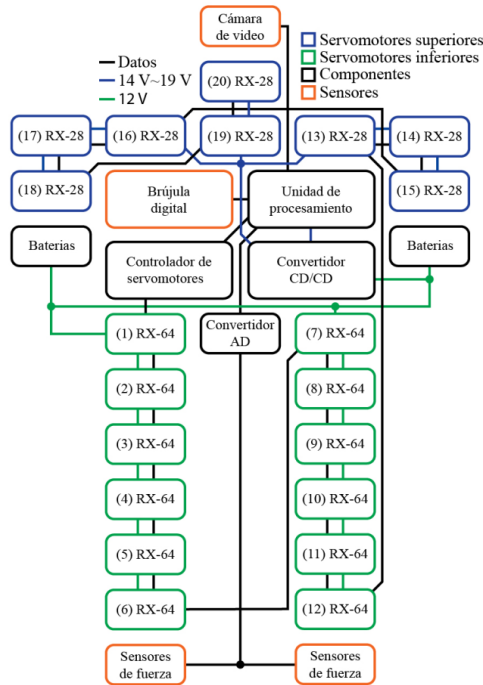 Cámara
de video
Datos
14 V~19 V
12 V
Servomotores superiores
Servomotores inferiores
Componentes
Sensores
(20) RX-28
(17) RX-28
(16) RX-28
(19) RX-28
(13) RX-28
(14) RX-28
(18) RX-28
(15) RX-28
Brújula
digital
Unidad de
procesamiento
Baterias
Baterias
Controlador de
servomotores
Convertidor
CD/CD
(1) RX-64
Convertidor
AD
(7) RX-64
(2) RX-64
(8) RX-64
(3) RX-64
(9) RX-64
(4) RX-64
(10) RX-64
(5) RX-64
(11) RX-64
(6) RX-64
(12) RX-64
Sensores
de fuerza
Sensores
de fuerza